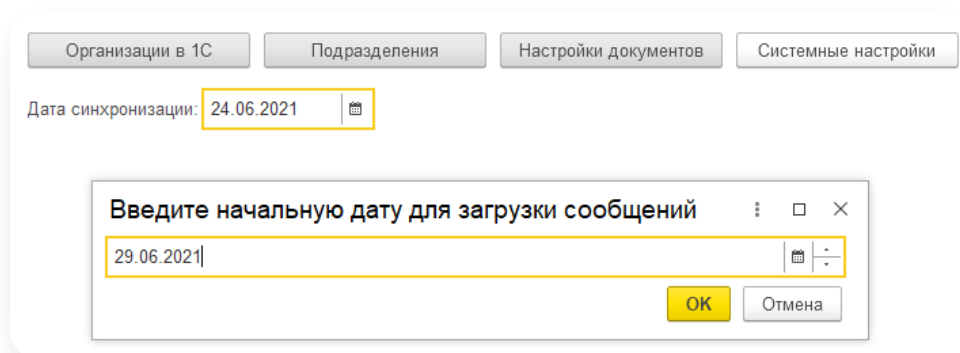 Организации в 1С Подразделения Настройки документов Системные настройки
Дата синхронизации: 24.06.2021
Введите начальную дату для загрузки сообщений
29.06.2021
ОК Отмена